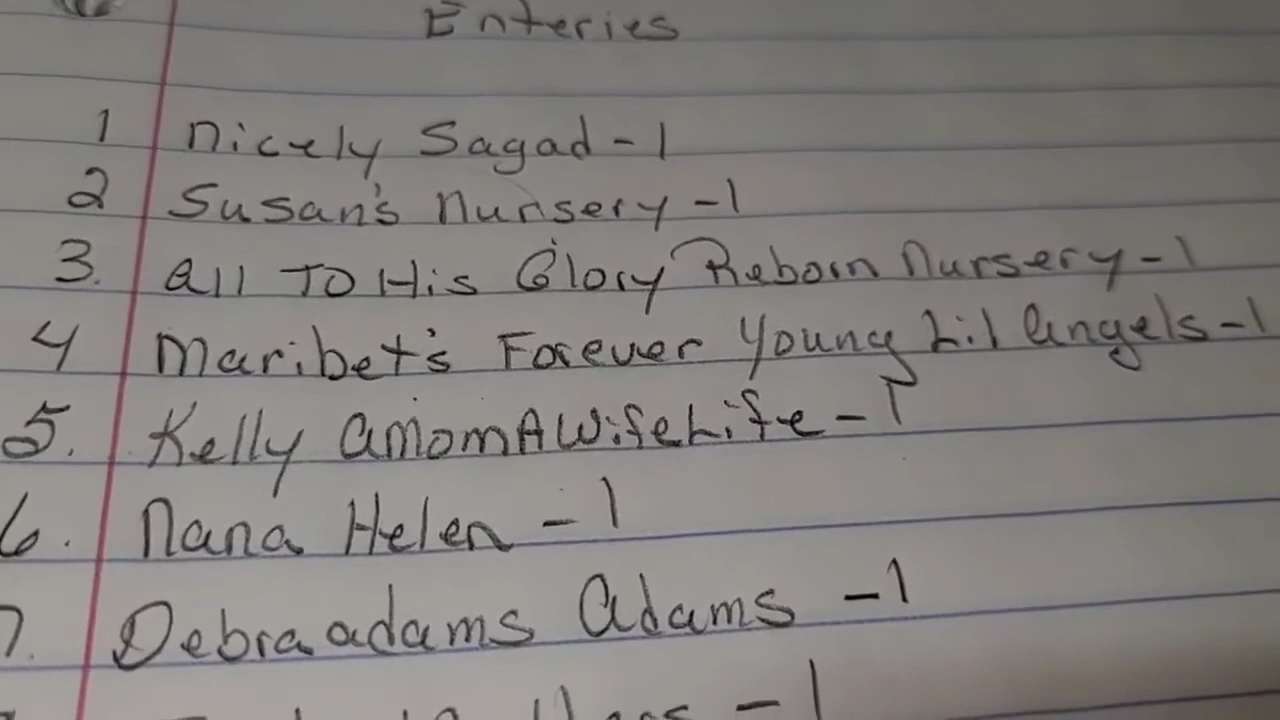 Enteries
1 Nicely Sagad - 1
2 Susan's Nursery - 1
3. All To His Glory Reborn Nursery - 1
4 Maribet's Forever Young Lil Angels - 1
5. Kelly AMomAWifeLife - 1
6. Nana Helen - 1
7. Debraadams Adams - 1
- 1